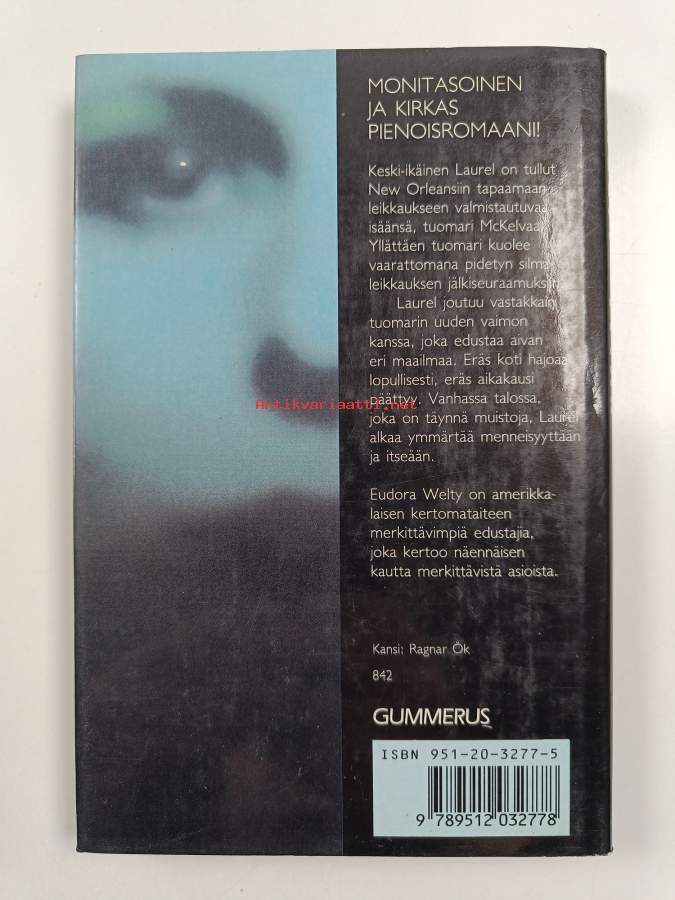 MONITASOINEN
JA KIRKAS
PIENOISROMAANI!
Keski-ikäinen Laurel on tullut
New Orleansiin tapaamaan
leikkaukseen valmistautuvaa
isäänsä, tuomari McKelvaa.
Yllättäen tuomari kuolee
vaarattomana pidetyn silmä-
leikkauksen jälkiseuraamuksiin.
Laurel joutuu vastakkain
tuomarin uuden vaimon
kanssa, joka edustaa aivan
eri maailmaa. Eräs koti hajoaa
lopullisesti, eräs aikakausi
päättyy. Vanhassa talossa,
joka on täynnä muistoja, Laurel
alkaa ymmärtää menneisyyttään
ja itseään.
Eudora Welty on amerikka-
laisen kertomataiteen
merkittävimpiä edustajia,
joka kertoo näennäisen
kautta merkittävistä asioista.
Kansi: Ragnar Ök
842
GUMMERUS
ISBN 951-20-3277-5
9 789512 032778
Antikvariaatti.net